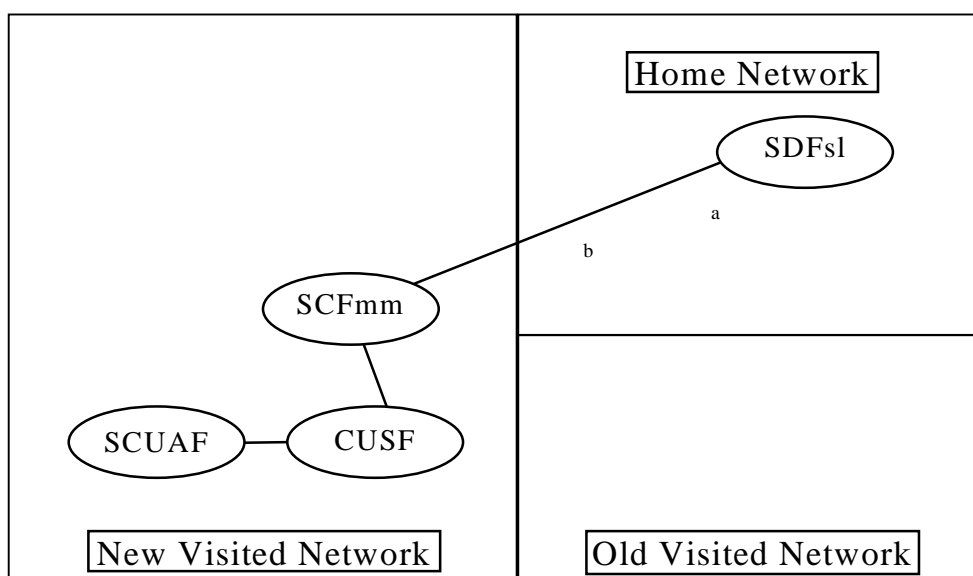 Home Network
SDFsl
a
b
SCFmm
SCUAF
CUSF
New Visited Network
Old Visited Network